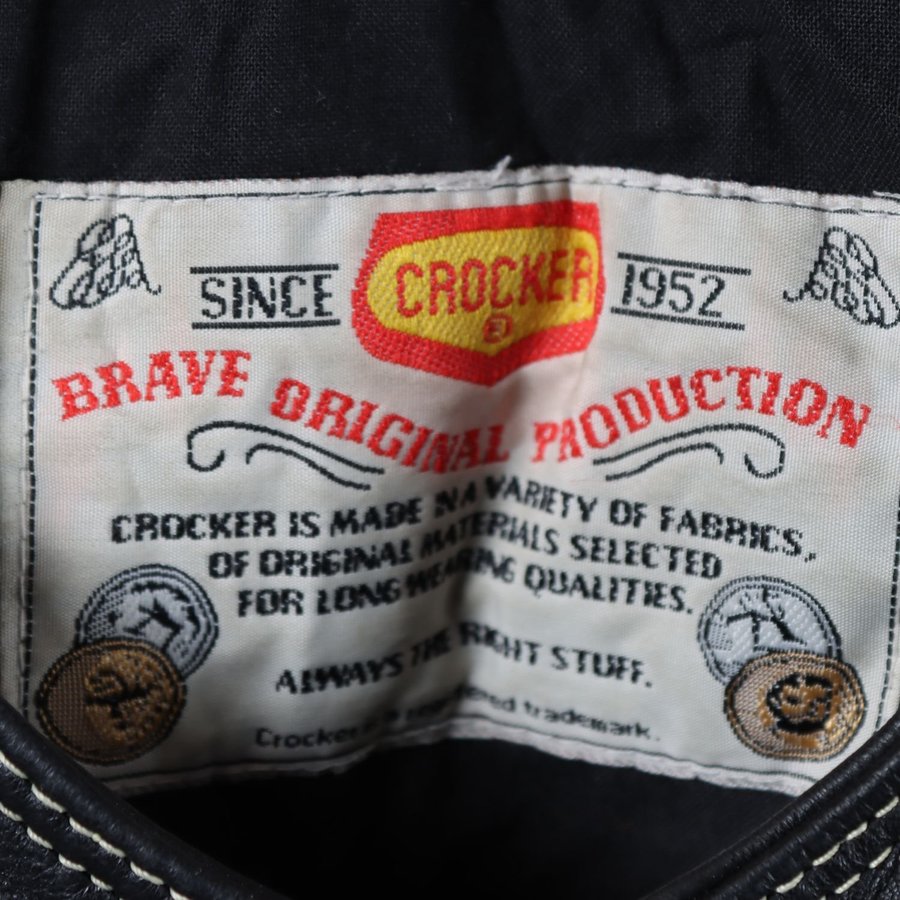 SINCE CROCKER 1952
BRAVE ORIGINAL PRODUCTION
CROCKER IS MADE IN A VARIETY OF FABRICS,
OF ORIGINAL MATERIALS SELECTED
FOR LONG WEARING QUALITIES.
ALWAYS THE RIGHT STUFF.
Crocker registered trademark.